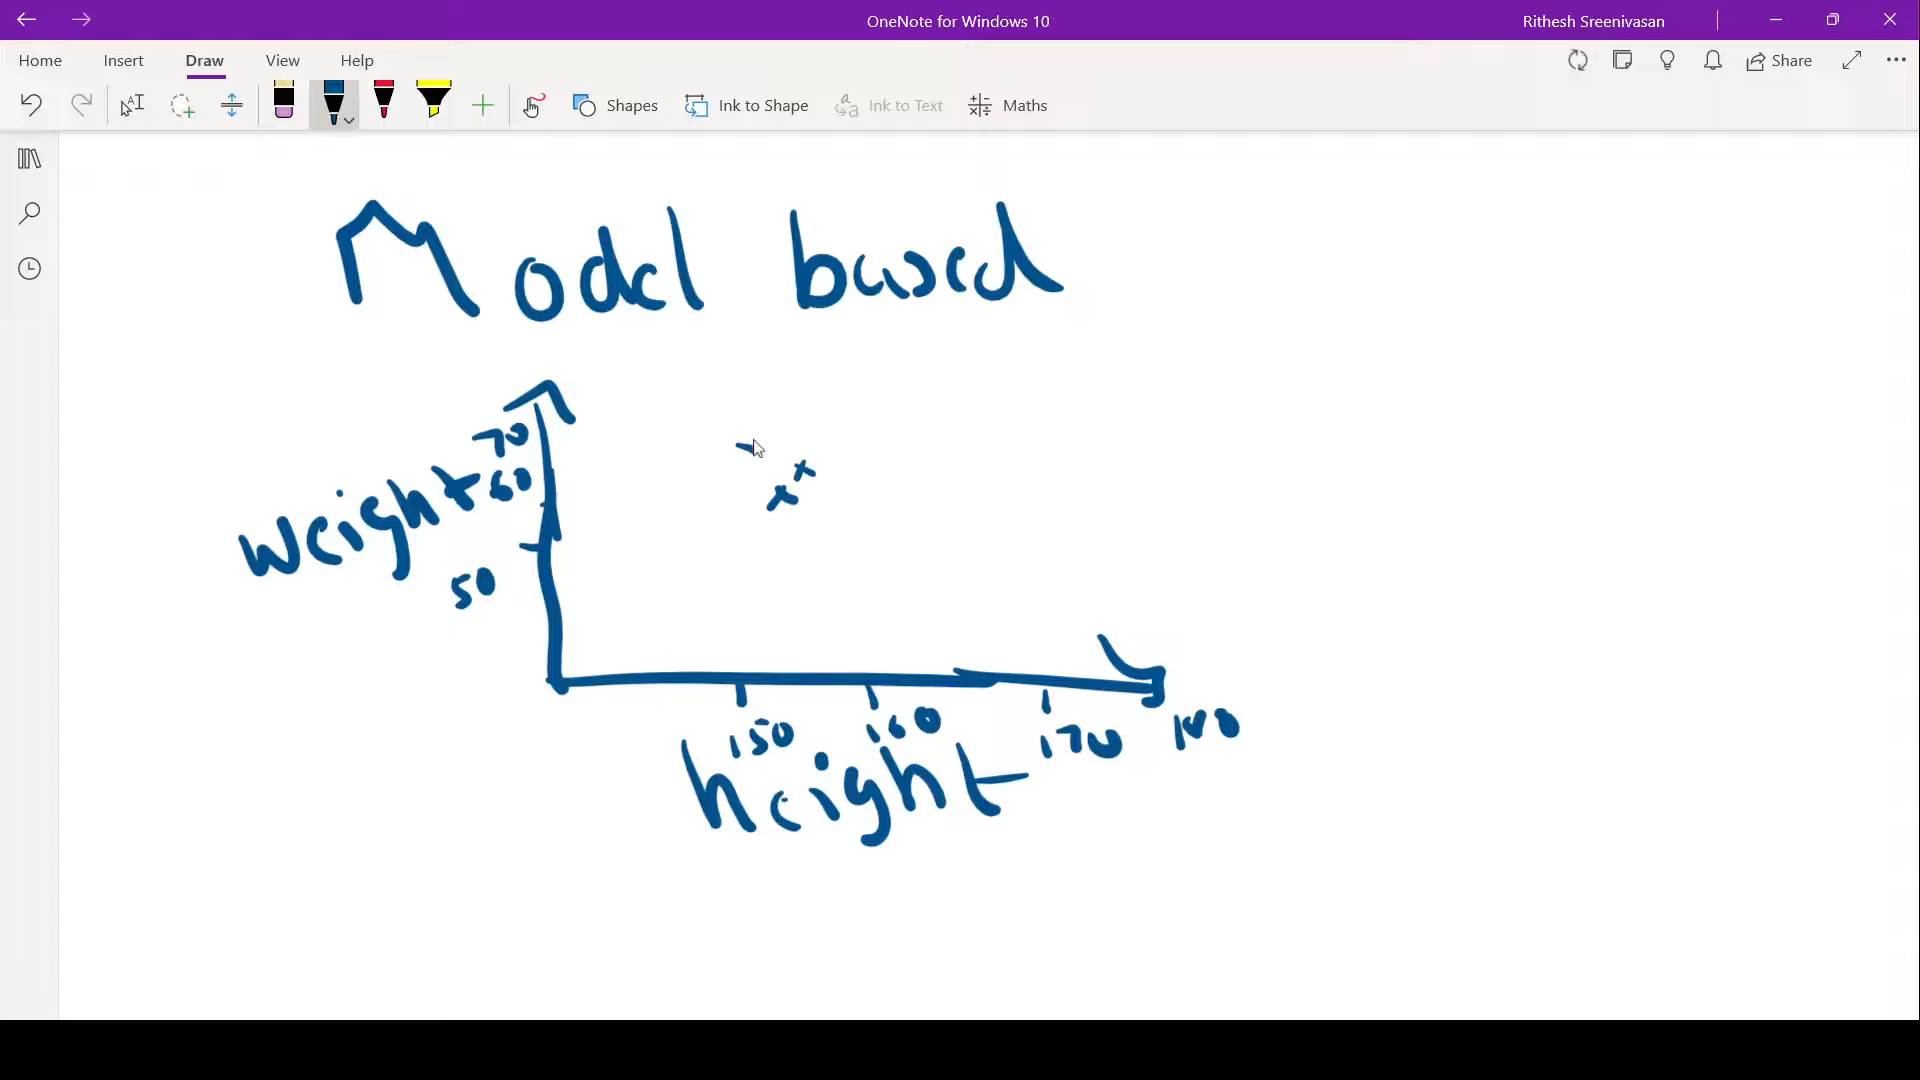 OneNote for Windows 10
Rithesh Sreenivasan
Home Insert Draw View Help
Share
Shapes Ink to Shape Ink to Text Maths
Model based
70
weight 60
50
150 160 170 180
height